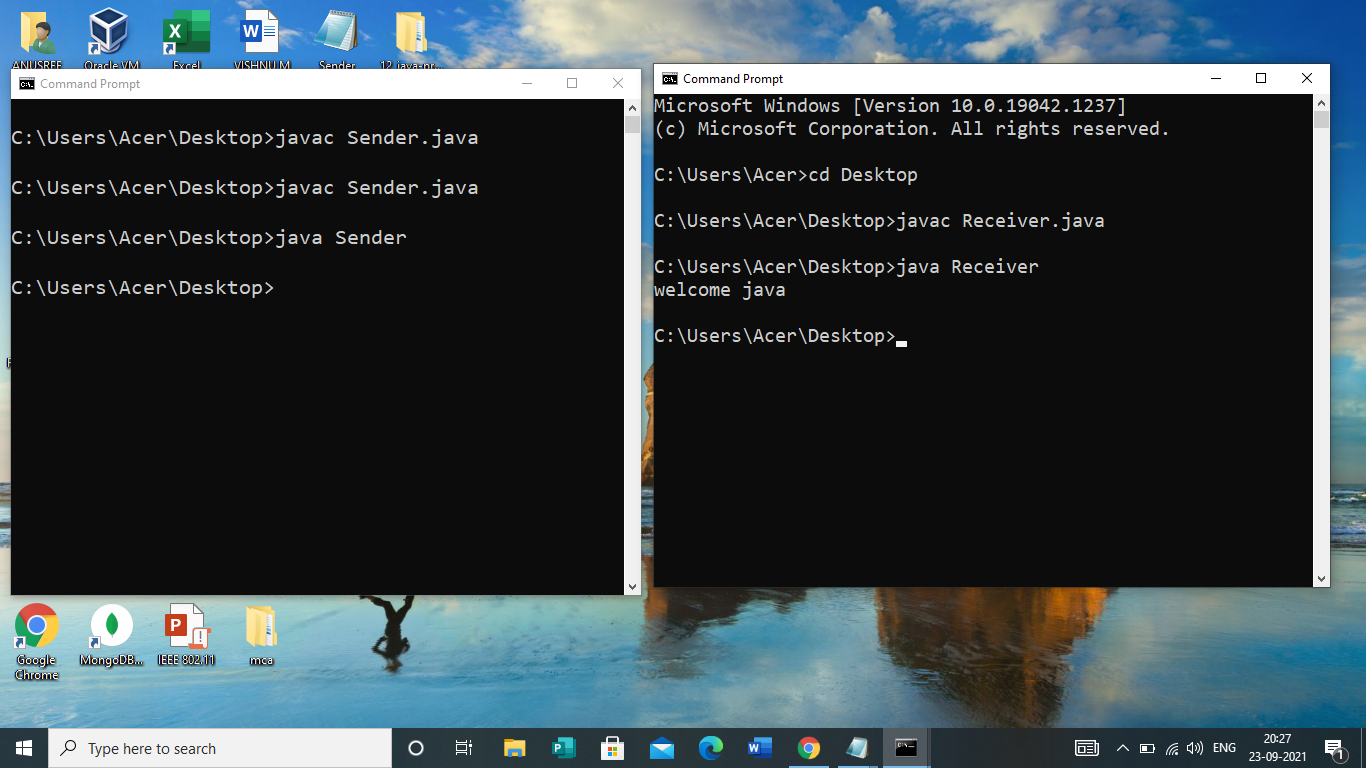 ANUSREE
Oracle VM
Excel
VISHNU M
Sender
12 java-pr...
Command Prompt
C:\Users\Acer\Desktop>javac Sender.java
C:\Users\Acer\Desktop>javac Sender.java
C:\Users\Acer\Desktop>java Sender
C:\Users\Acer\Desktop>
Command Prompt
Microsoft Windows [Version 10.0.19042.1237]
(c) Microsoft Corporation. All rights reserved.
C:\Users\Acer>cd Desktop
C:\Users\Acer\Desktop>javac Receiver.java
C:\Users\Acer\Desktop>java Receiver
welcome java
C:\Users\Acer\Desktop>
Google
Chrome
MongoDB...
IEEE 802.11
mca
Type here to search
ENG
20:27
23-09-2021
1